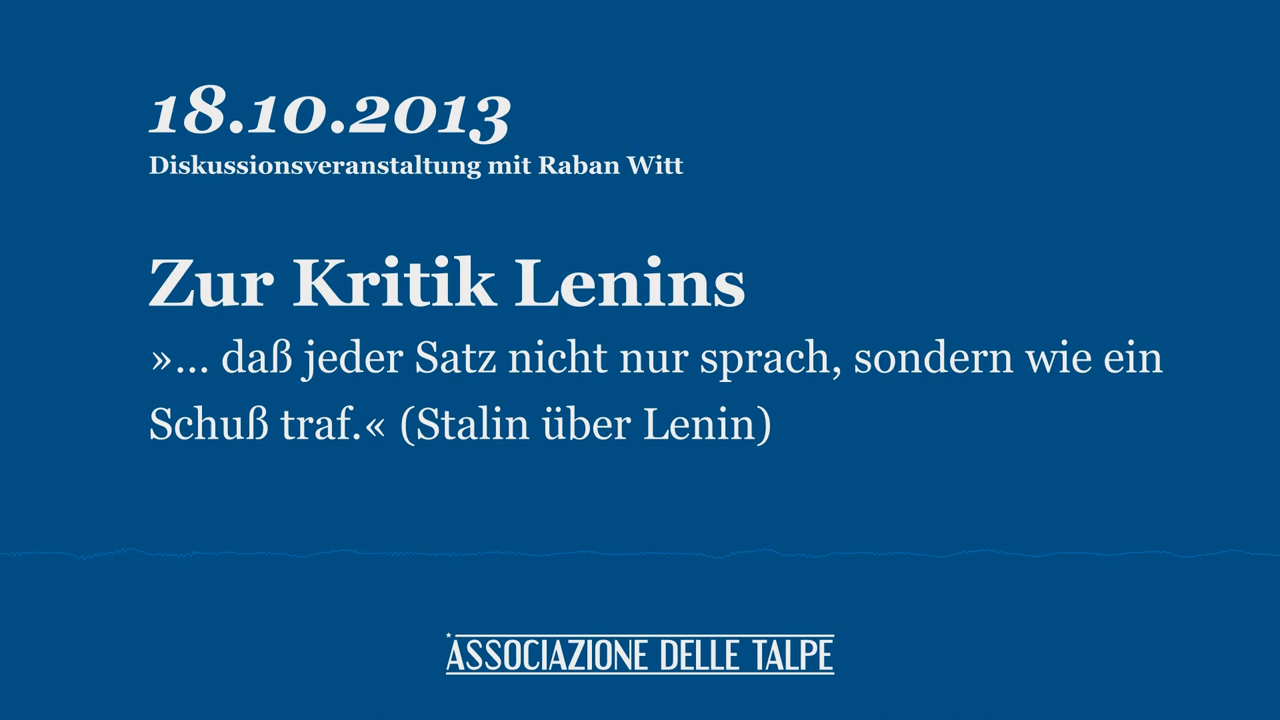 18.10.2013
Diskussionsveranstaltung mit Raban Witt
Zur Kritik Lenins
»... daß jeder Satz nicht nur sprach, sondern wie ein
Schuß traf.« (Stalin über Lenin)
ASSOCIAZIONE DELLE TALPE